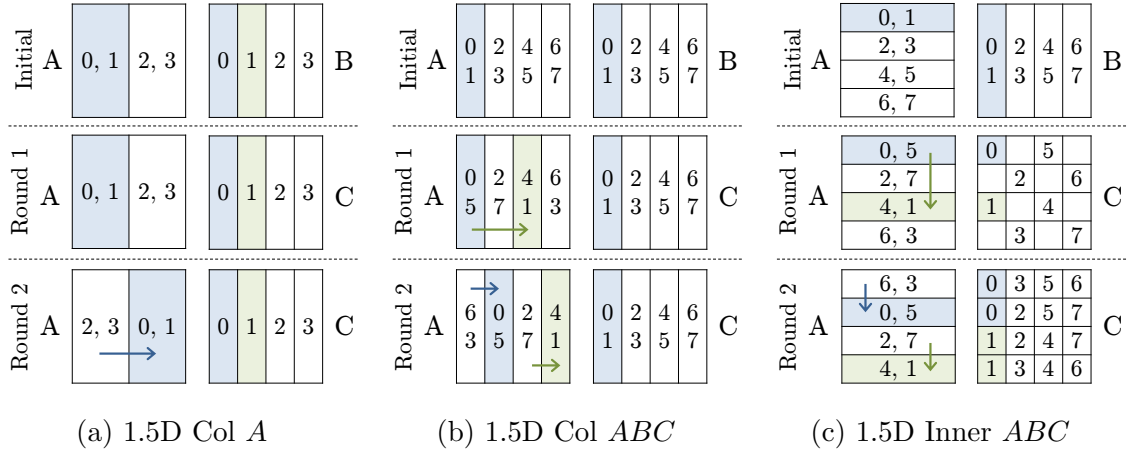 Initial
A
0, 1 2, 3
0 1 2 3
B
Round 1
A
0, 1 2, 3
0 1 2 3
C
Round 2
A
2, 3 0, 1
0 1 2 3
C
(a) 1.5D Col A
Initial
A
0 2 4 6
1 3 5 7
0 2 4 6
1 3 5 7
B
Round 1
A
0 2 4 6
5 7 1 3
0 2 4 6
1 3 5 7
C
Round 2
A
6 0 2 4
3 5 7 1
0 2 4 6
1 3 5 7
C
(b) 1.5D Col ABC
Initial
A
0, 1
2, 3
4, 5
6, 7
0 2 4 6
1 3 5 7
B
Round 1
A
0, 5
2, 7
4, 1
6, 3
0 5
2 6
1 4
3 7
C
Round 2
A
6, 3
0, 5
2, 7
4, 1
0 3 5 6
0 2 5 7
1 2 4 7
1 3 4 6
C
(c) 1.5D Inner ABC